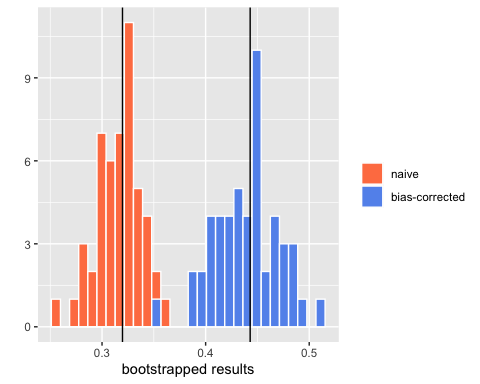 9
6
3
0
0.3
0.4
0.5
bootstrapped results
naive
bias-corrected